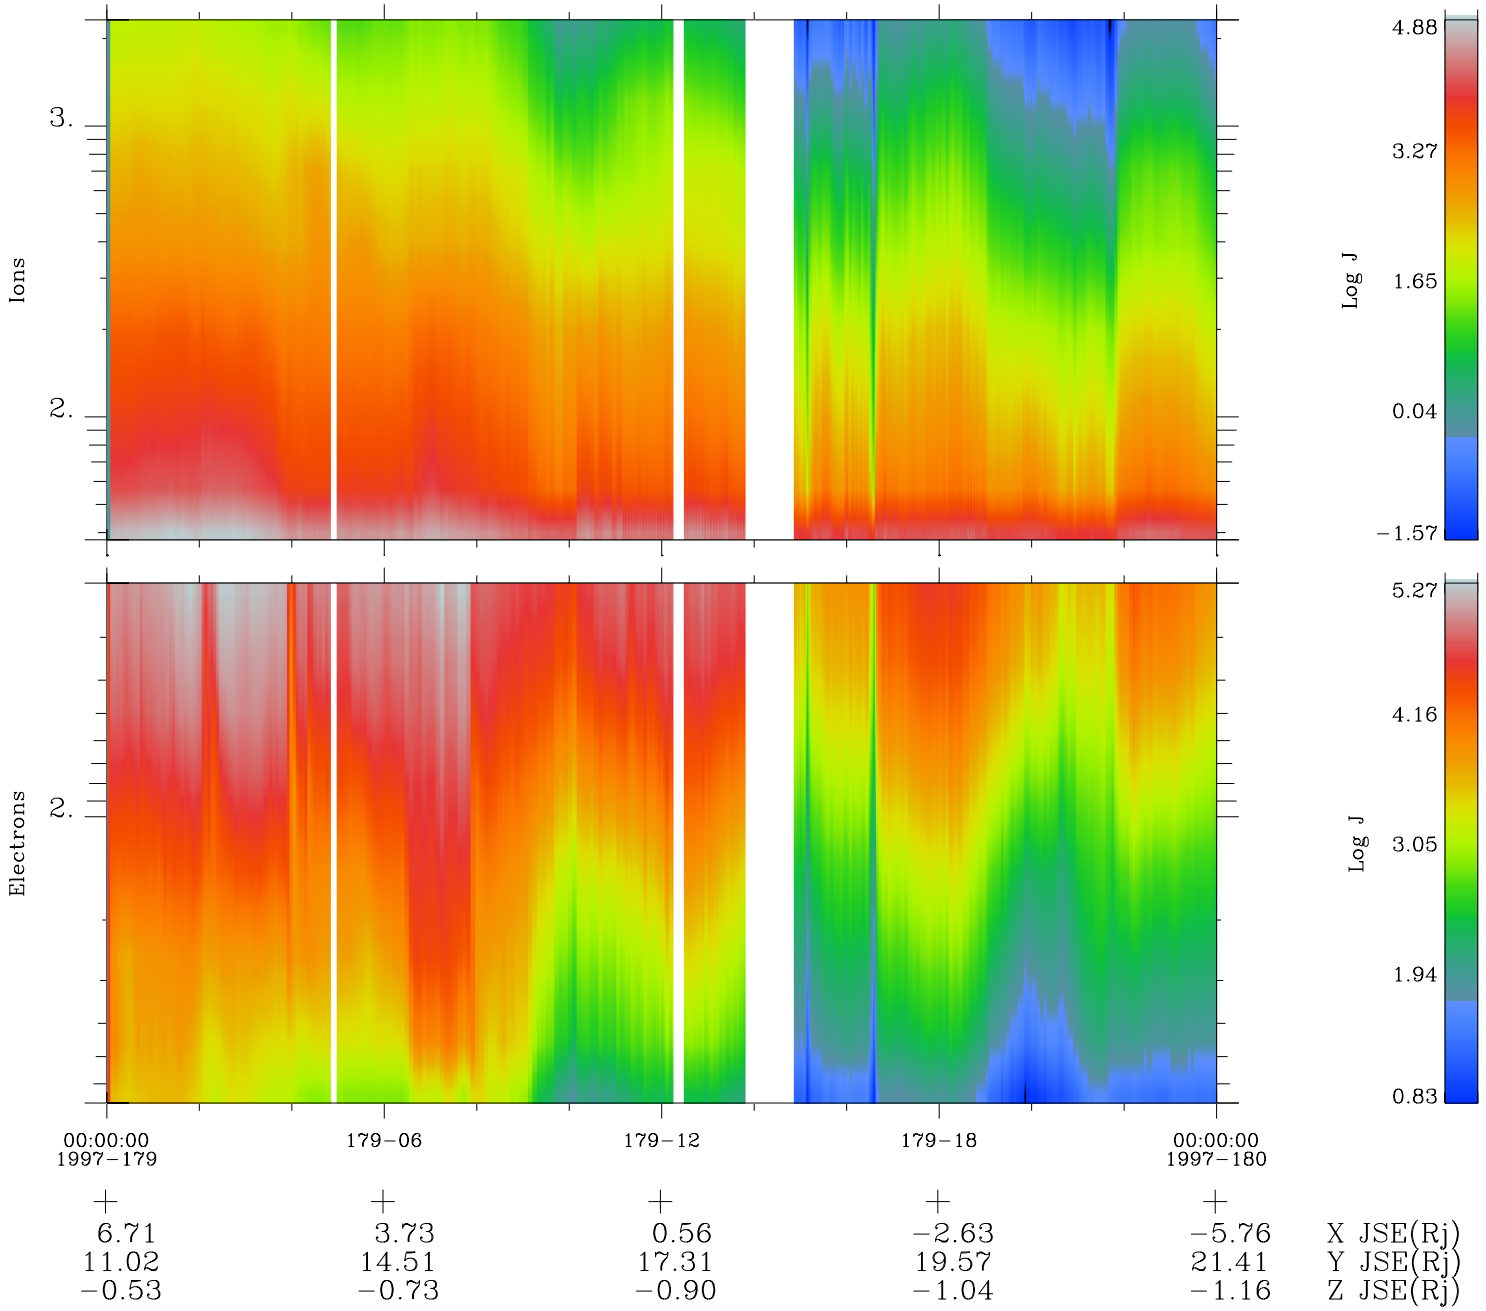 Ions
3.
2.
Log J
4.88
3.27
1.65
0.04
−1.57
Electrons
2.
Log J
5.27
4.16
3.05
1.94
0.83
00:00:00 179−06 179−12 179−18 00:00:00
1997−179 1997−180
6.71 3.73 0.56 −2.63 −5.76 X JSE(Rj)
11.02 14.51 17.31 19.57 21.41 Y JSE(Rj)
−0.53 −0.73 −0.90 −1.04 −1.16 Z JSE(Rj)